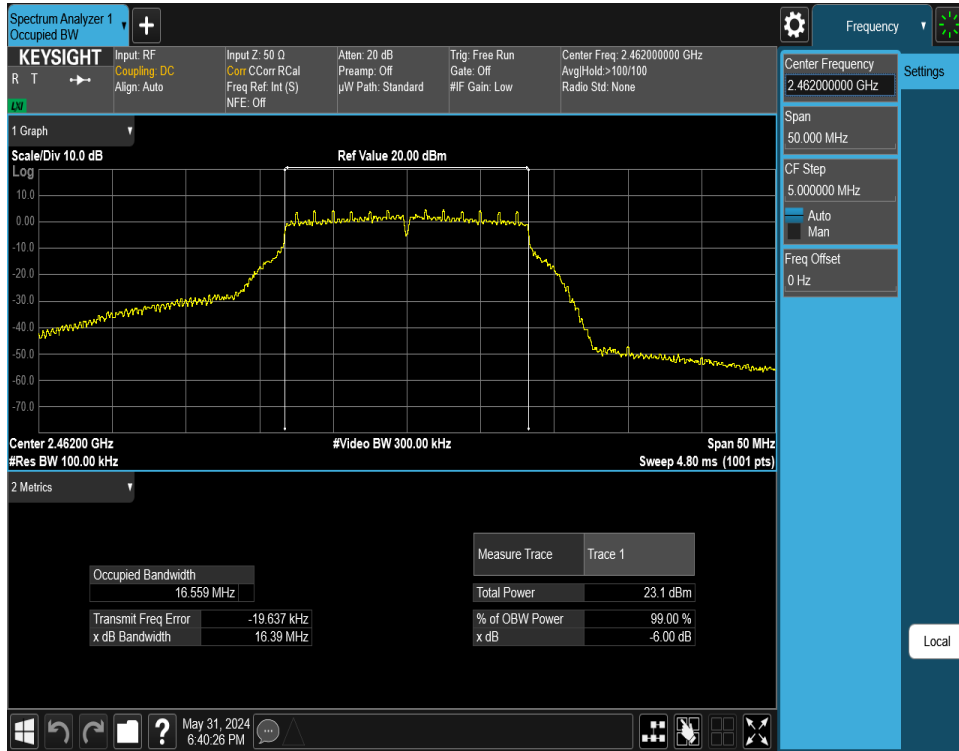 Spectrum Analyzer 1
Occupied BW
Frequency
KEYSIGHT
R T
LXI
Input: RF
Coupling: DC
Align: Auto
Input Z: 50 Ω
Corr CCorr RCal
Freq Ref: Int (S)
NFE: Off
Atten: 20 dB
Preamp: Off
µW Path: Standard
Trig: Free Run
Gate: Off
#IF Gain: Low
Center Freq: 2.462000000 GHz
Avg|Hold:>100/100
Radio Std: None
Center Frequency
2.462000000 GHz
Settings
Span
50.000 MHz
CF Step
5.000000 MHz
Auto
Man
Freq Offset
0 Hz
Local
1 Graph
Scale/Div 10.0 dB
Ref Value 20.00 dBm
Log
10.0
0.00
-10.0
-20.0
-30.0
-40.0
-50.0
-60.0
-70.0
Center 2.46200 GHz
#Video BW 300.00 kHz
Span 50 MHz
#Res BW 100.00 kHz
Sweep 4.80 ms (1001 pts)
2 Metrics
Measure Trace Trace 1
Occupied Bandwidth
16.559 MHz
Total Power 23.1 dBm
Transmit Freq Error -19.637 kHz
% of OBW Power 99.00 %
x dB Bandwidth 16.39 MHz
x dB -6.00 dB
?
May 31, 2024
6:40:26 PM